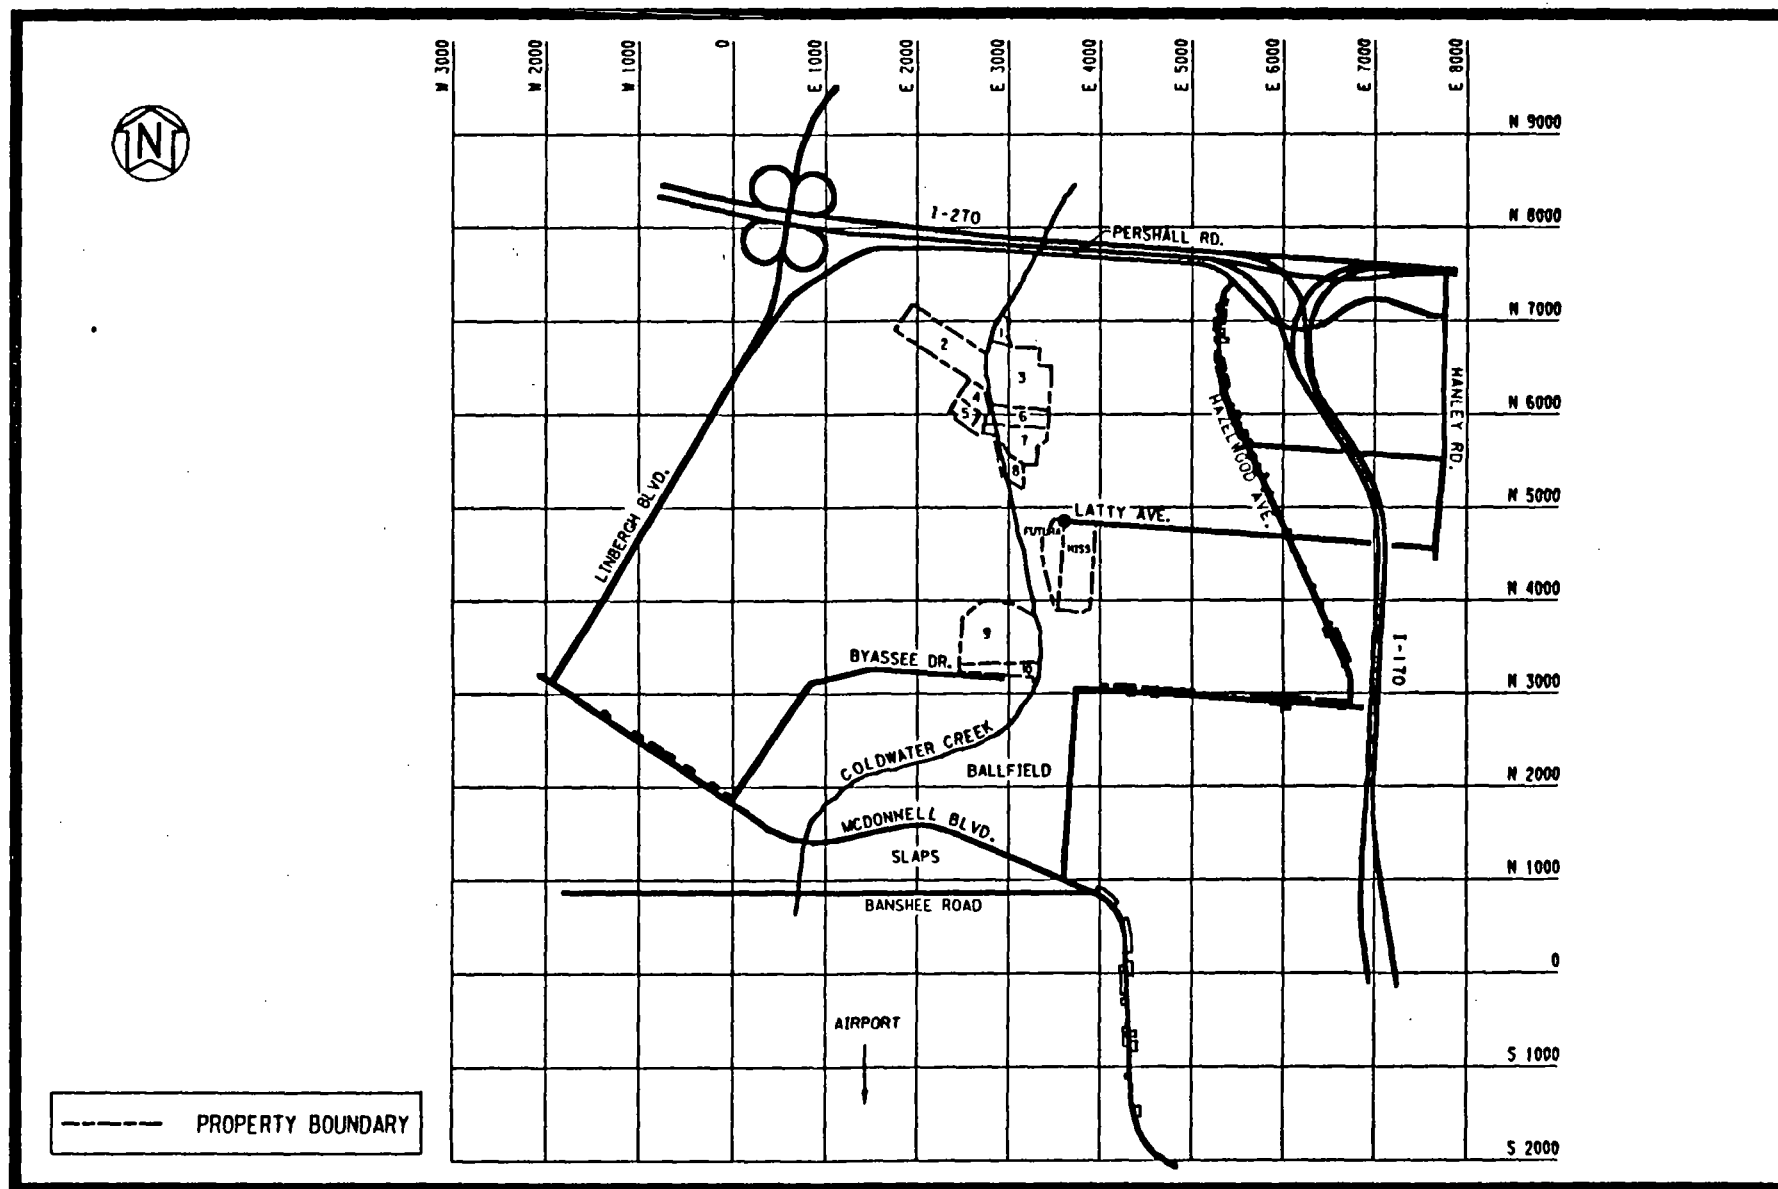 W 3000
W 2000
W 1000
0
E 1000
E 2000
E 3000
E 4000
E 5000
E 6000
E 7000
E 8000
N
N 9000
I-270
N 8000
PERSHALL RD.
N 7000
1
2
3
HANLEY RD.
4
5
6
N 6000
HAZELWOOD AVE.
7
7
8
LINBERGH BLVD.
N 5000
LATTY AVE.
FUTURA
HISS
N 4000
9
BYASSEE DR.
10
I-170
N 3000
COLDWATER CREEK
BALLFIELD
N 2000
MCDONNELL BLVD.
SLAPS
N 1000
BANSHEE ROAD
0
AIRPORT
S 1000
PROPERTY BOUNDARY
S 2000